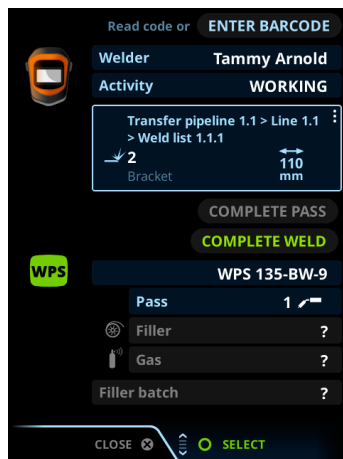 Read code or ENTER BARCODE
Welder Tammy Arnold
Activity WORKING
Transfer pipeline 1.1 > Line 1.1
> Weld list 1.1.1
2 110
Bracket mm
COMPLETE PASS
COMPLETE WELD
WPS WPS 135-BW-9
Pass 1
Filler ?
Gas ?
Filler batch ?
CLOSE SELECT